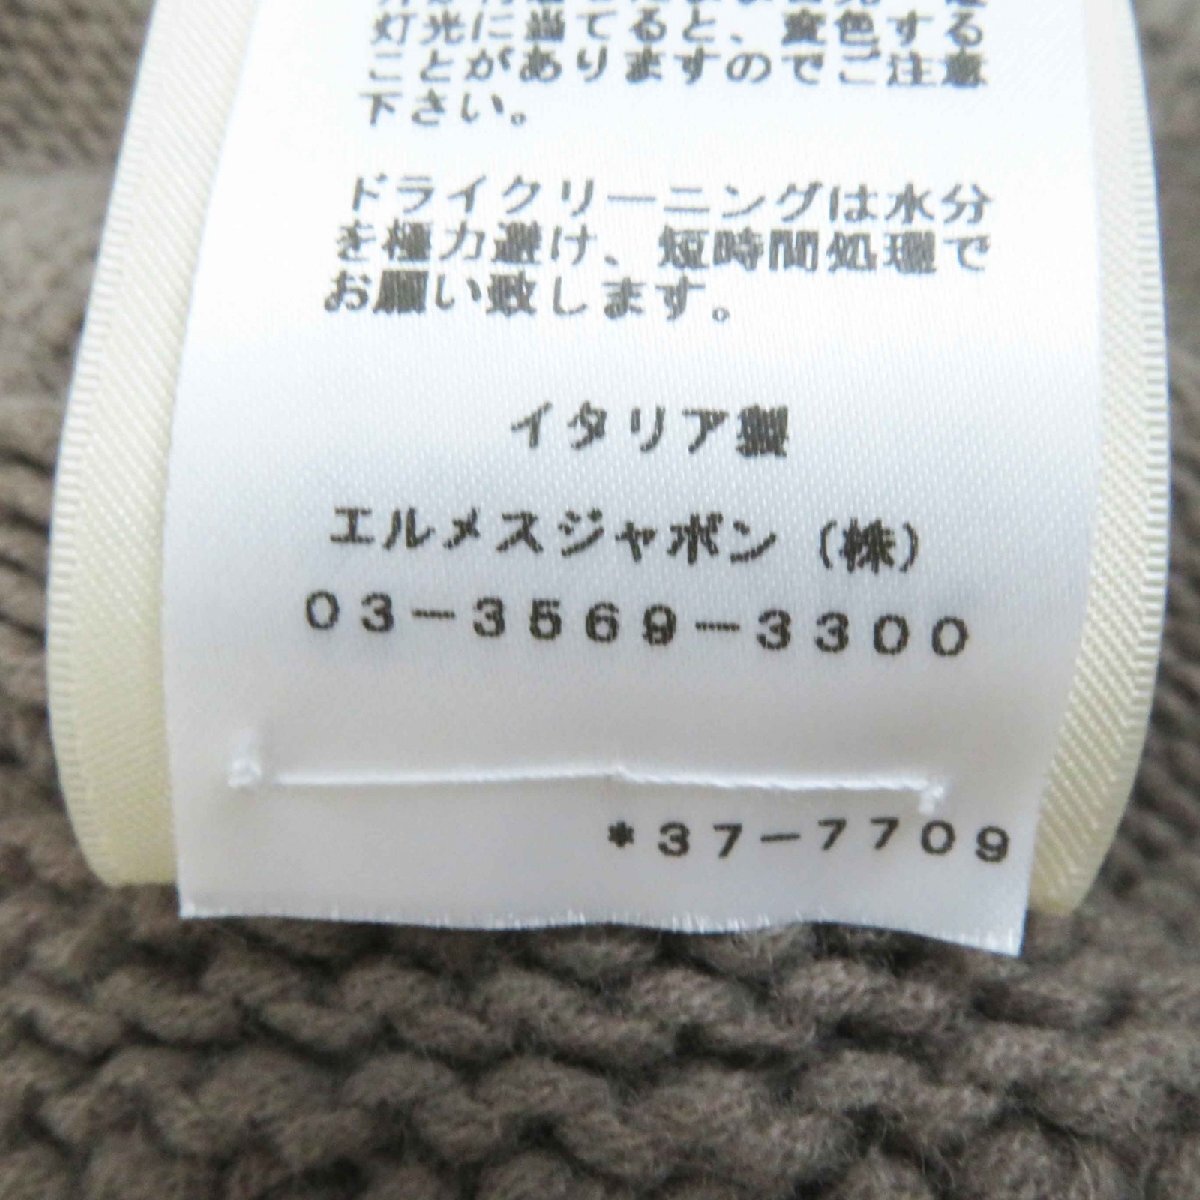 灯光に当てると、変色する
ことがありますのでご注意
下さい。
ドライクリーニングは水分
を極力避け、短時間処理で
お願い致します。
イタリア製
エルメスジャポン（株）
03-3569-3300
*37-7709